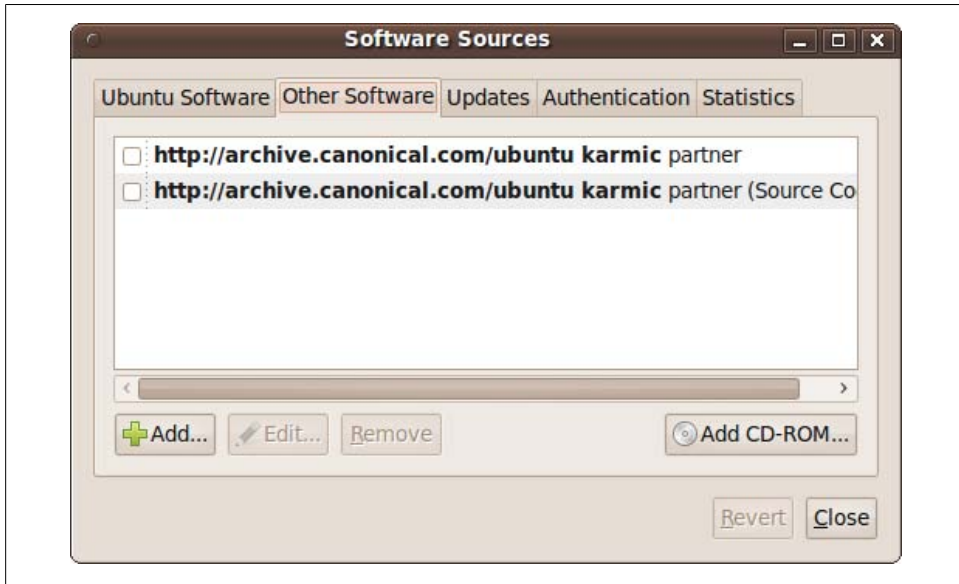 Software Sources
Ubuntu Software Other Software Updates Authentication Statistics
http://archive.canonical.com/ubuntu karmic partner
http://archive.canonical.com/ubuntu karmic partner (Source Co
Add... Edit... Remove Add CD-ROM...
Revert Close